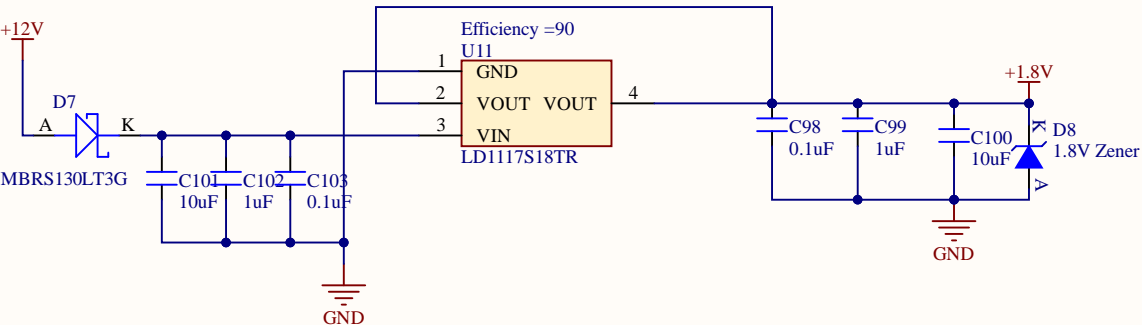 +12V
Efficiency =90
U11
1
GND
+1.8V
D7
2
VOUT VOUT
4
A
K
3
VIN
C98
0.1uF
C99
1uF
C100
10uF
K
D8
1.8V Zener
A
LD1117S18TR
MBRS130LT3G
C101
10uF
C102
1uF
C103
0.1uF
GND
GND